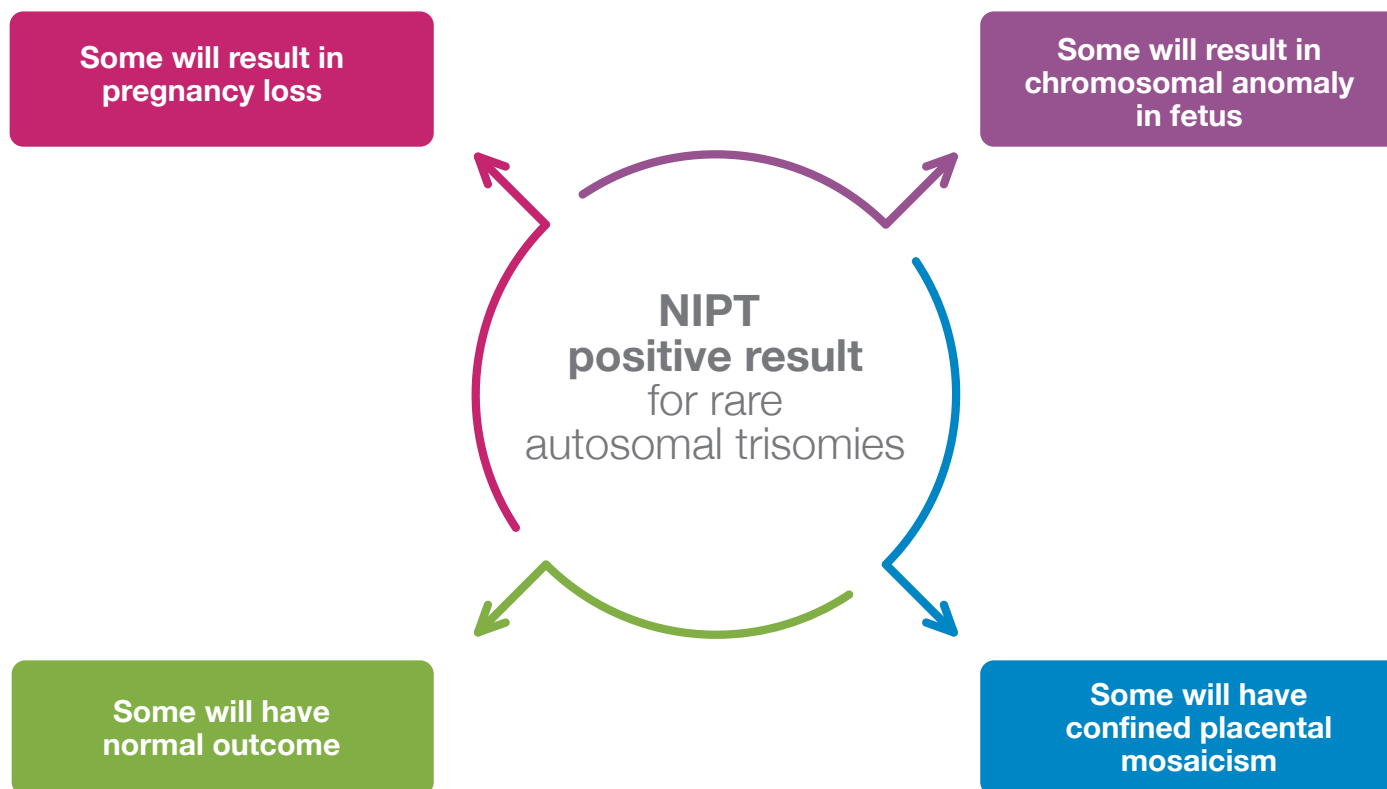 Some will result in
pregnancy loss
Some will result in
chromosomal anomaly
in fetus
NIPT
positive result
for rare
autosomal trisomies
Some will have
normal outcome
Some will have
confined placental
mosaicism